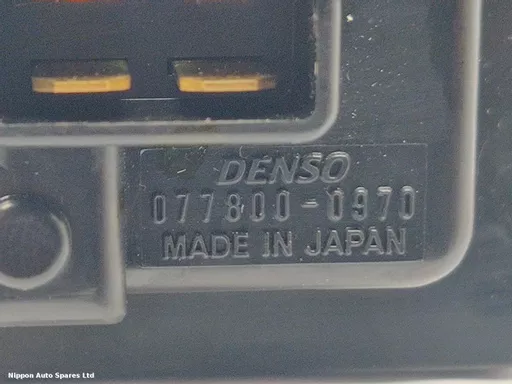 DENSO
077800-0970
MADE IN JAPAN
Nippon Auto Spares Ltd